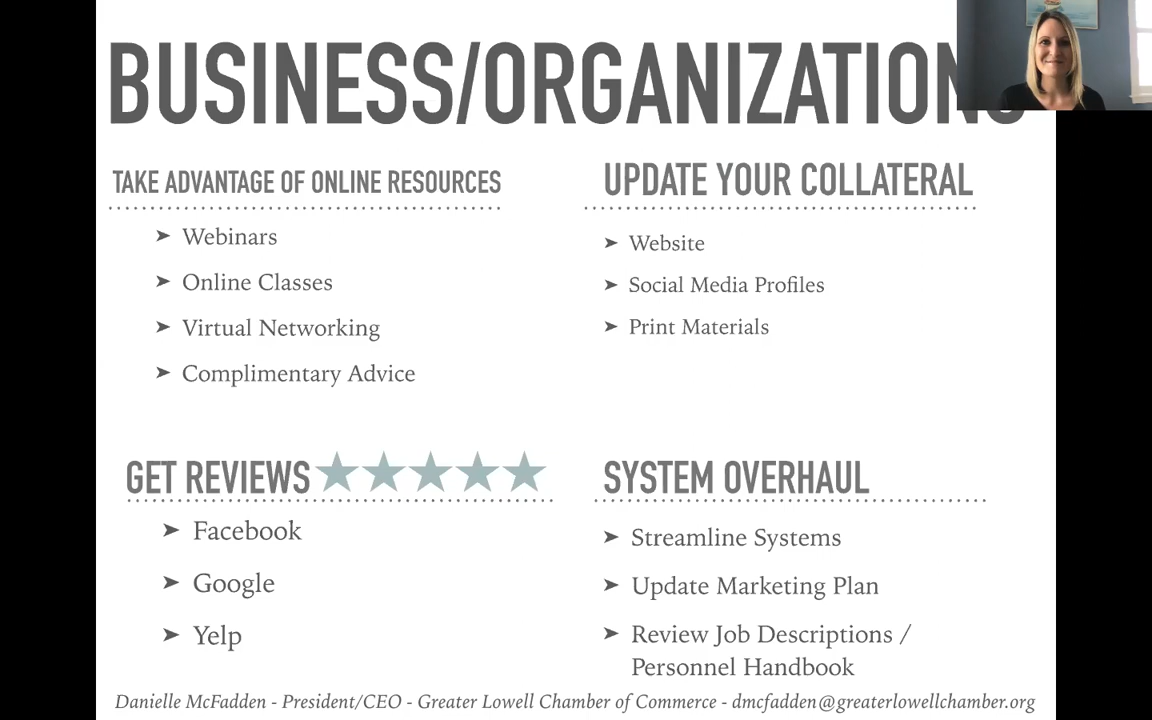 BUSINESS/ORGANIZATIONS
TAKE ADVANTAGE OF ONLINE RESOURCES
➤ Webinars
➤ Online Classes
➤ Virtual Networking
➤ Complimentary Advice
UPDATE YOUR COLLATERAL
➤ Website
➤ Social Media Profiles
➤ Print Materials
GET REVIEWS ★★★★★
➤ Facebook
➤ Google
➤ Yelp
SYSTEM OVERHAUL
➤ Streamline Systems
➤ Update Marketing Plan
➤ Review Job Descriptions /
Personnel Handbook
Danielle McFadden - President/CEO - Greater Lowell Chamber of Commerce - dmcfadden@greaterlowellchamber.org